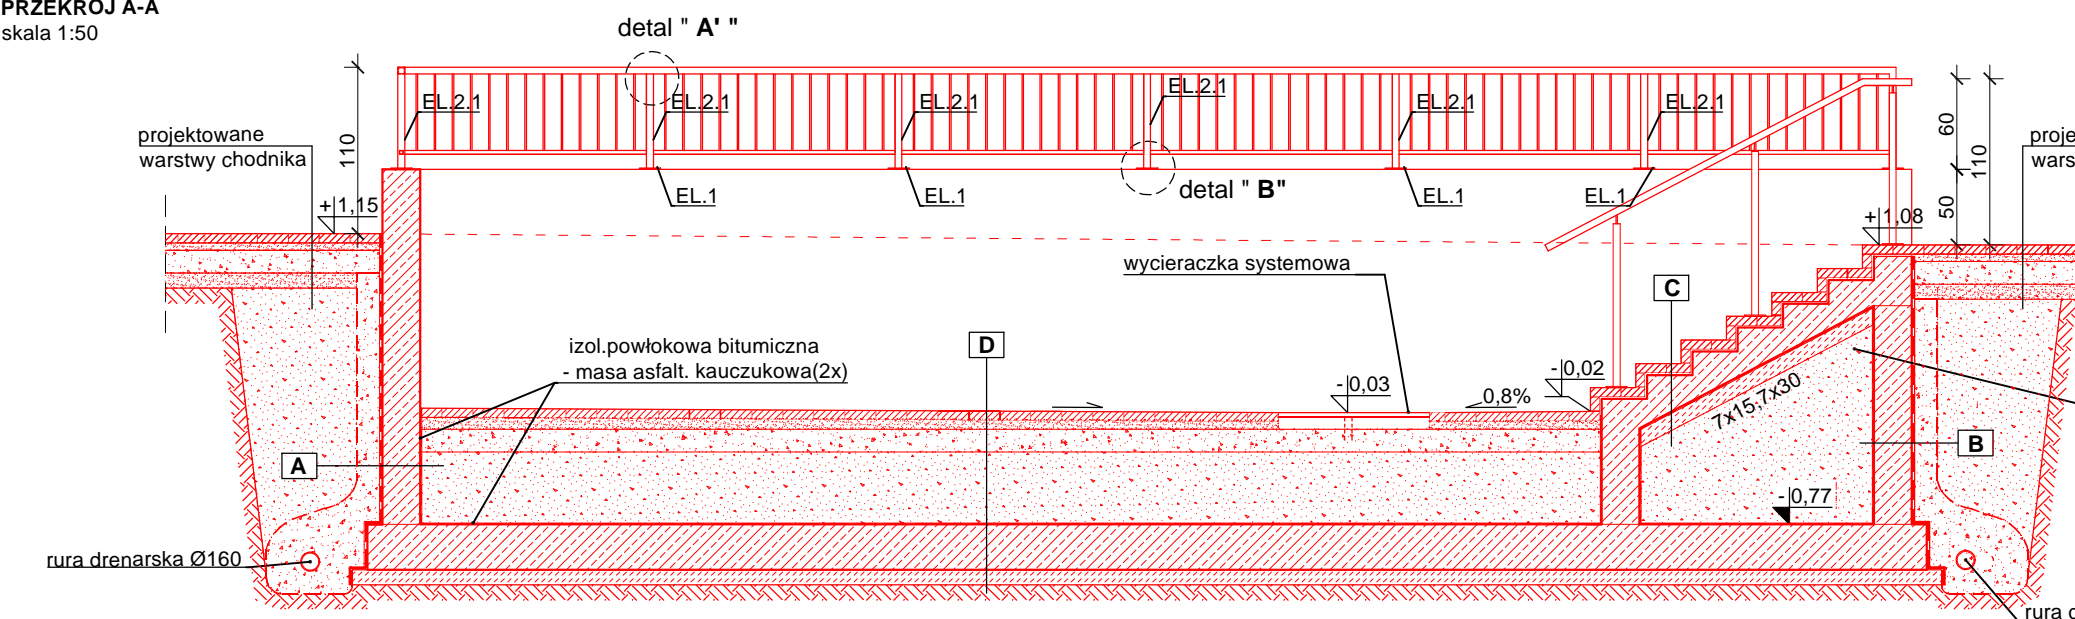 PRZEKRÓJ A-A
skala 1:50
detal " A' "
EL.2.1
EL.2.1
EL.2.1
EL.2.1
EL.2.1
EL.2.1
projektowane
warstwy chodnika
110
60
110
50
proje
wars
EL.1
EL.1
detal " B"
EL.1
EL.1
+1,15
+1,08
wycieraczka systemowa
C
D
izol.powłokowa bitumiczna
- masa asfalt. kauczukowa(2x)
-0,03
0,8%
-0,02
7x15;7x30
A
B
-0,77
rura drenarska Ø160
rura d